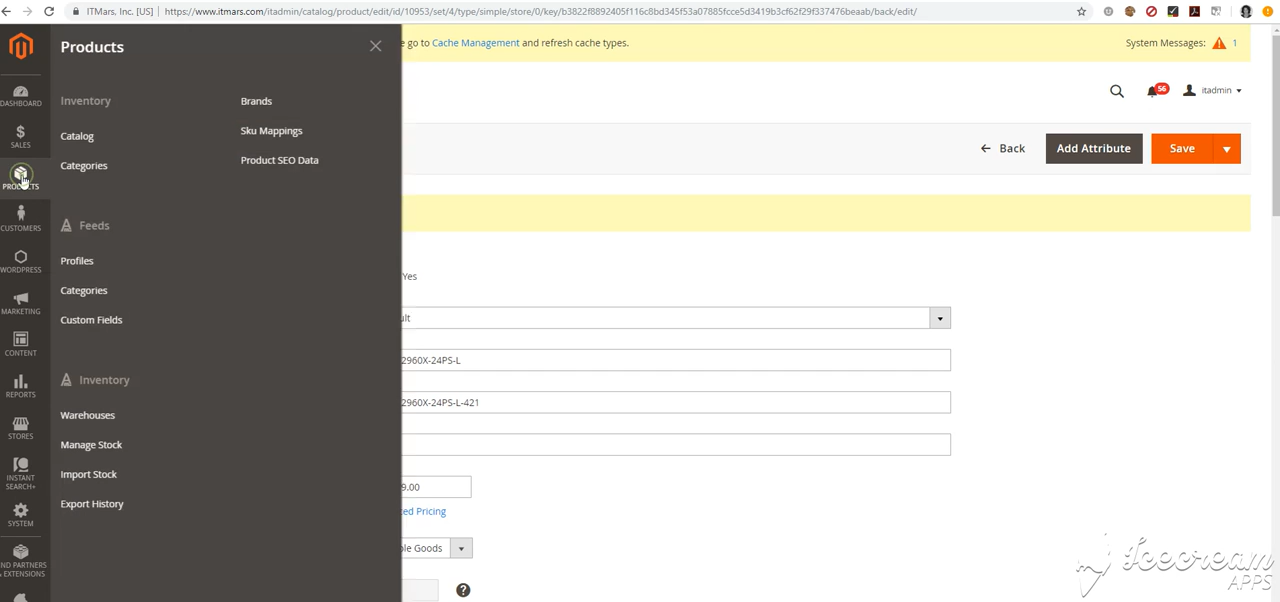 ITMars, Inc. [US] https://www.itmars.com/itadmin/catalog/product/edit/id/10953/set/4/type/simple/store/0/key/b3822f8892405f116c8bd345f53a07885fcce5d3419b3cf62f29f337476beaab/back/edit/
Products
e go to Cache Management and refresh cache types.
System Messages: 1
DASHBOARD
SALES
PRODUCTS
CUSTOMERS
WORDPRESS
MARKETING
CONTENT
REPORTS
STORES
INSTANT
SEARCH+
SYSTEM
ND PARTNERS
& EXTENSIONS
Inventory
Catalog
Categories
Brands
Sku Mappings
Product SEO Data
Feeds
Profiles
Categories
Custom Fields
Inventory
Warehouses
Manage Stock
Import Stock
Export History
56
itadmin
Back
Add Attribute
Save
Yes
ult
2960X-24PS-L
2960X-24PS-L-421
9.00
ced Pricing
ble Goods
?
Icecream
APPS